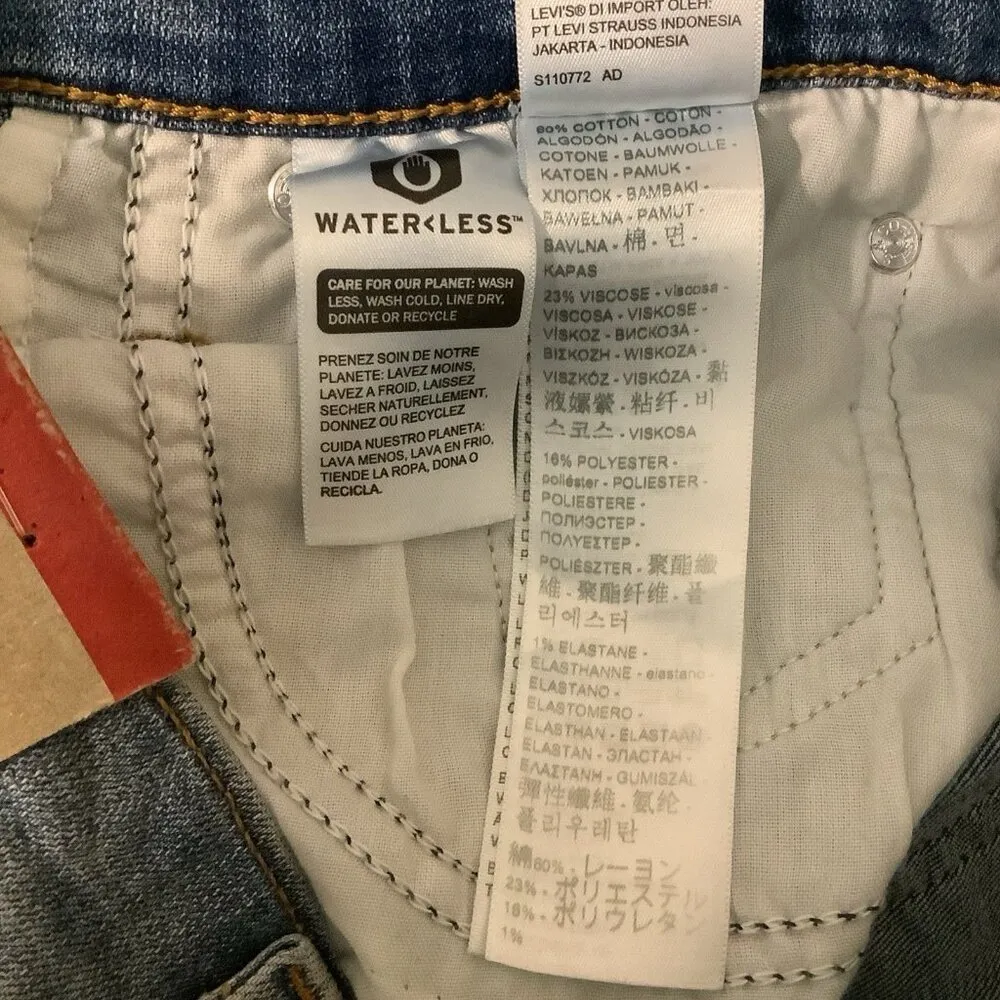 LEVI'S® DI IMPORT OLEH:
PT LEVI STRAUSS INDONESIA
JAKARTA - INDONESIA
S110772 AD
WATER<LESS™
CARE FOR OUR PLANET: WASH
LESS, WASH COLD, LINE DRY,
DONATE OR RECYCLE
PRENEZ SOIN DE NOTRE
PLANETE: LAVEZ MOINS,
LAVEZ A FROID, LAISSEZ
SECHER NATURELLEMENT,
DONNEZ OU RECYCLEZ
CUIDA NUESTRO PLANETA:
LAVA MENOS, LAVA EN FRIO,
TIENDE LA ROPA, DONA O
RECICLA.
60% COTTON - COTON -
ALGODÓN - ALGODÃO -
COTONE - BAUMWOLLE -
KATOEN - PAMUK -
ХЛОПОК - BAMBAKI -
BAWEŁNA - PAMUT -
BAVLNA - 棉 - 면 -
KAPAS
23% VISCOSE - viscosa -
VISCOSA - VISKOSE -
VİSKOZ - ВИСКОЗА -
ΒΙΣΚΟΖΗ - WISKOZA -
VISZKÓZ - VISKÓZA - 黏
液嫘縈 - 粘纤 - 비
스코스 - VISKOSA
16% POLYESTER -
poliéster - POLIESTER -
POLIESTERE -
ПОЛИЭСТЕР -
ΠΟΛΥΕΣΤΕΡ -
POLIÉSZTER - 聚酯纖
維 - 聚酯纤维 - 폴
리에스터
1% ELASTANE -
ELASTHANNE - elastano -
ELASTANO -
ELASTOMERO -
ELASTHAN - ELASTAAN -
ELASTAN - ЭЛАСТАН -
ΕΛΑΣΤΑΝΗ - GUMISZÁL
彈性纖維 - 氨纶 -
폴리우레탄
綿60% - レーヨン
23% - ポリエステル
16% - ポリウレタン
1%